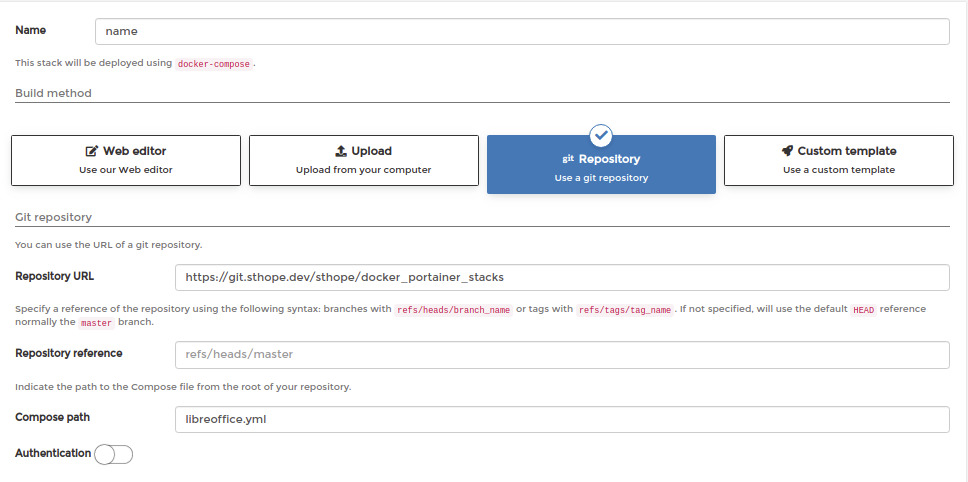 Name name
This stack will be deployed using docker-compose.
Build method
Web editor
Use our Web editor
Upload
Upload from your computer
git Repository
Use a git repository
Custom template
Use a custom template
Git repository
You can use the URL of a git repository.
Repository URL https://git.sthope.dev/sthope/docker_portainer_stacks
Specify a reference of the repository using the following syntax: branches with refs/heads/branch_name or tags with refs/tags/tag_name. If not specified, will use the default HEAD reference
normally the master branch.
Repository reference refs/heads/master
Indicate the path to the Compose file from the root of your repository.
Compose path libreoffice.yml
Authentication